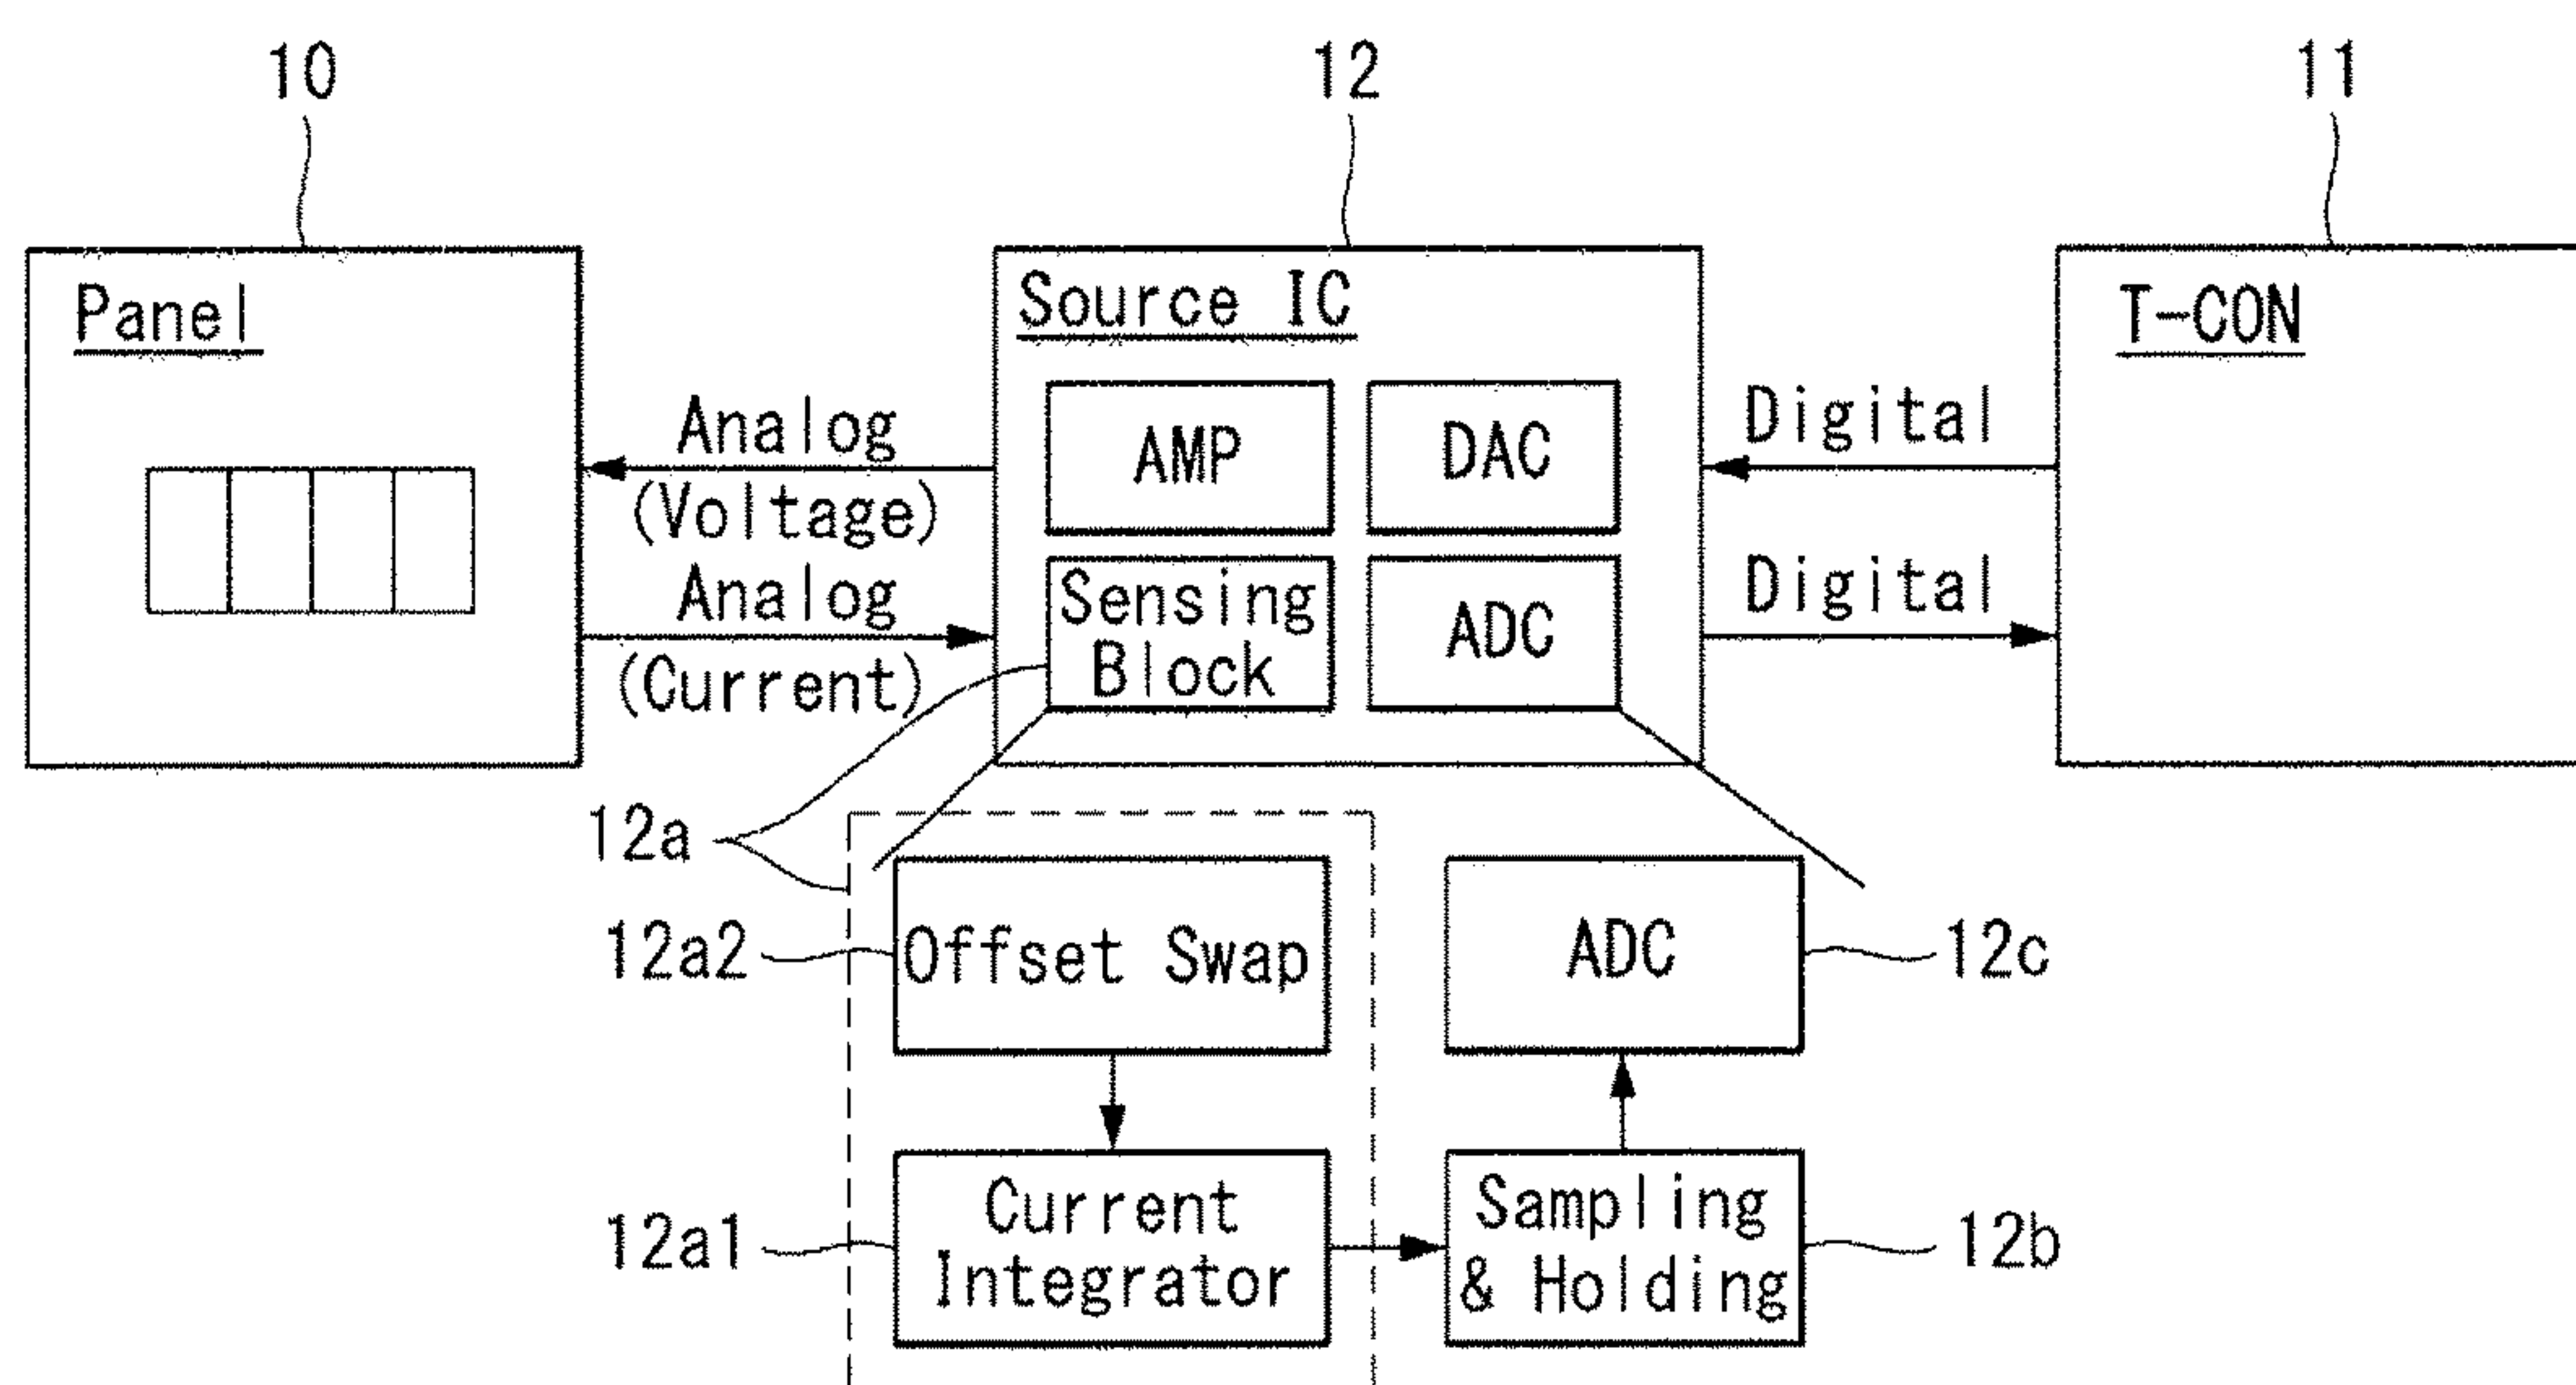 10
12
11
Panel
Source IC
T-CON
AMP
DAC
Analog
(Voltage)
Digital
Sensing
Block
ADC
Analog
(Current)
Digital
12a
12a2
Offset Swap
ADC
12c
12a1
Current
Integrator
Sampling
& Holding
12b